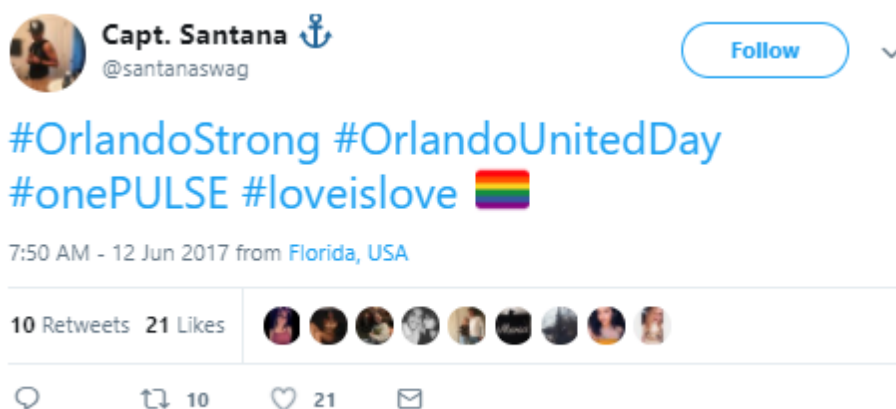 Capt. Santana
@santanaswag
Follow
#OrlandoStrong #OrlandoUnitedDay
#onePULSE #loveislove
7:50 AM - 12 Jun 2017 from Florida, USA
10 Retweets 21 Likes
10 21